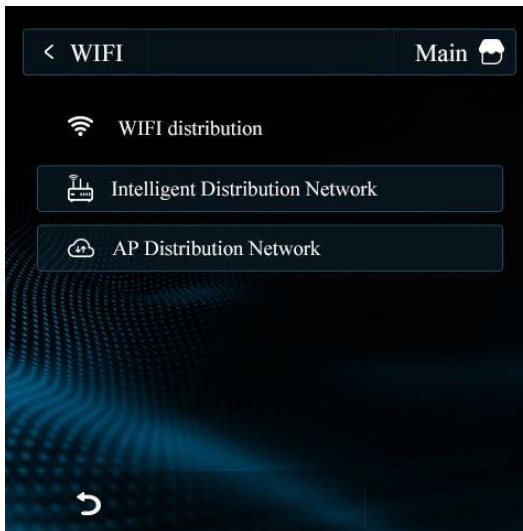 < WIFI
Main
WIFI distribution
Intelligent Distribution Network
AP Distribution Network